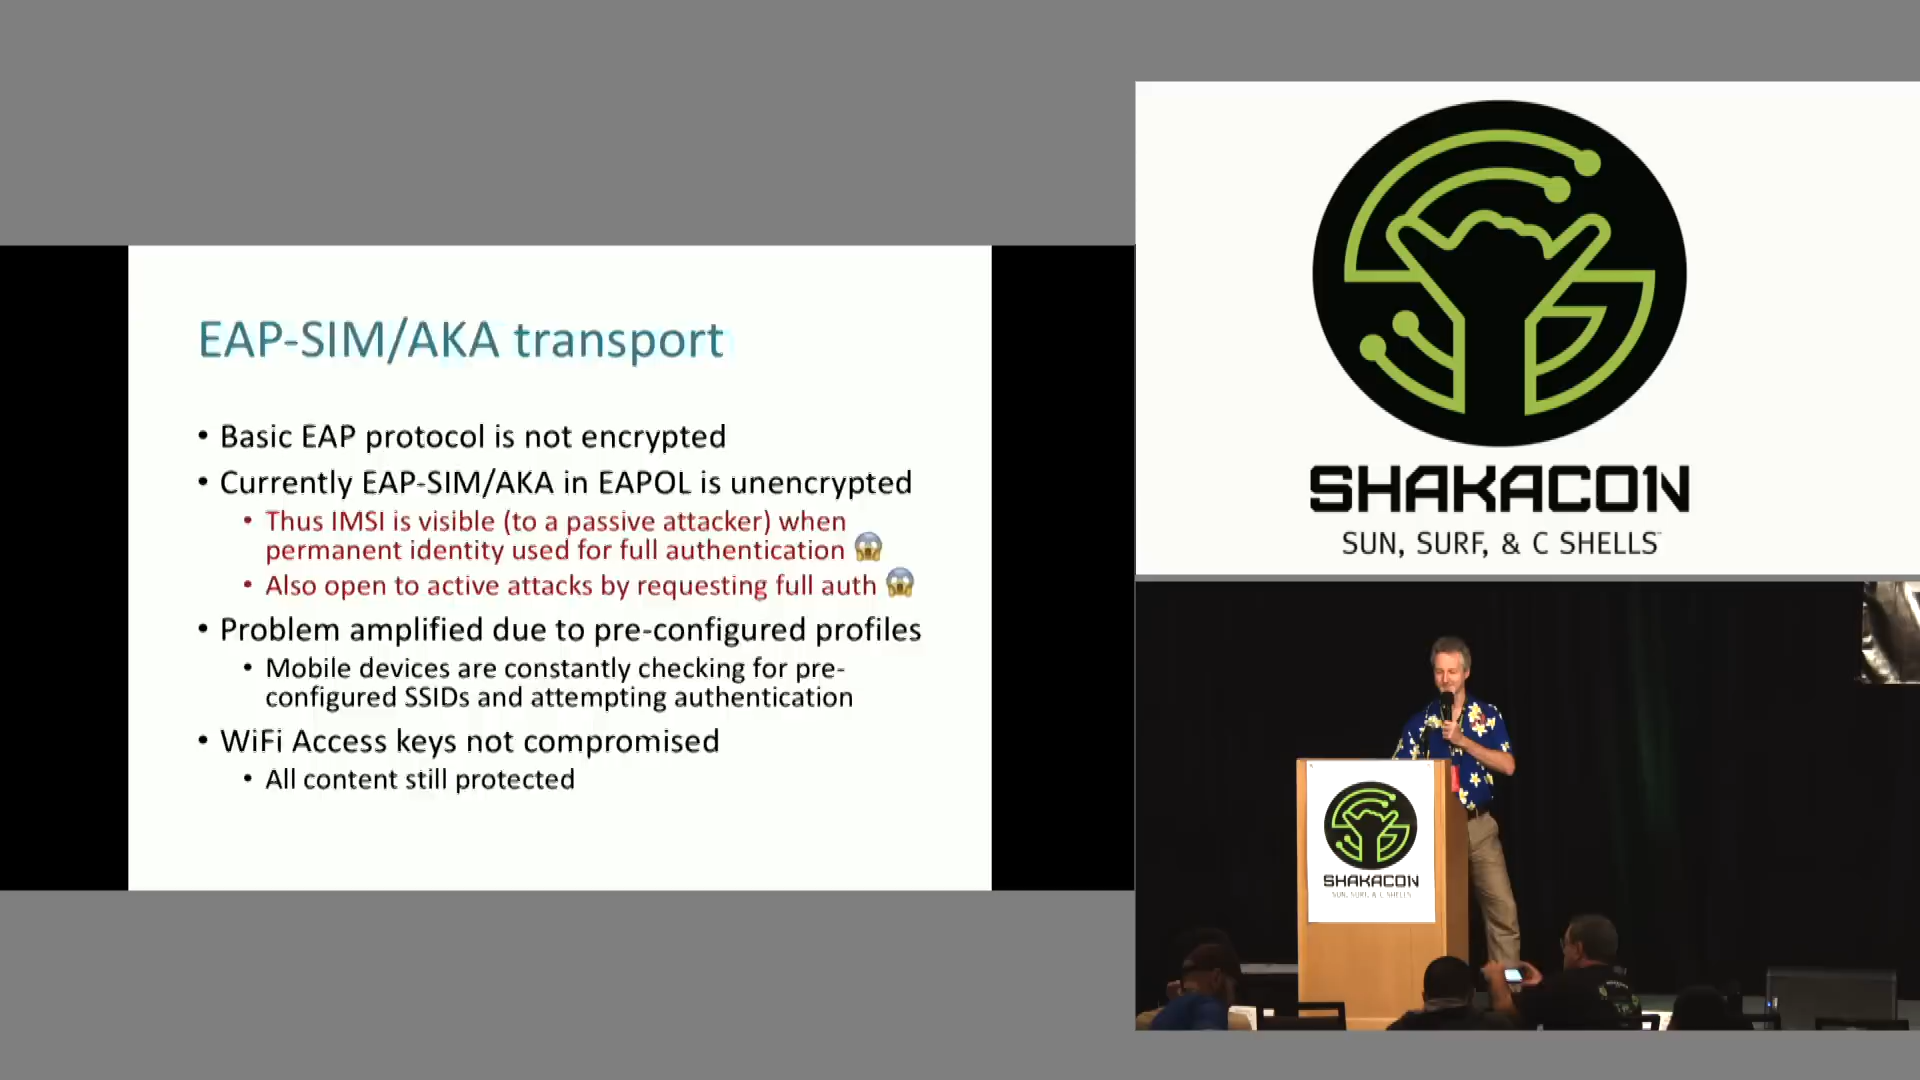 EAP-SIM/AKA transport
• Basic EAP protocol is not encrypted
• Currently EAP-SIM/AKA in EAPOL is unencrypted
• Thus IMSI is visible (to a passive attacker) when
permanent identity used for full authentication 😱
• Also open to active attacks by requesting full auth 😱
• Problem amplified due to pre-configured profiles
• Mobile devices are constantly checking for pre-
configured SSIDs and attempting authentication
• WiFi Access keys not compromised
• All content still protected
SHAKACON
SUN, SURF, & C SHELLS
SHAKACON
SUN, SURF, & C SHELLS